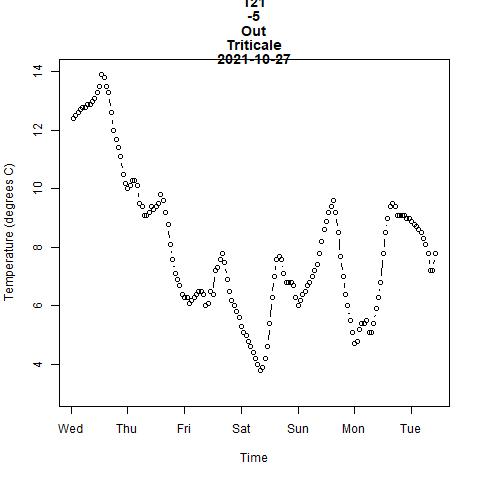 121
-5
Out
Triticale
2021-10-27
14
12
10
8
6
4
Temperature (degrees C)
Wed Thu Fri Sat Sun Mon Tue
Time